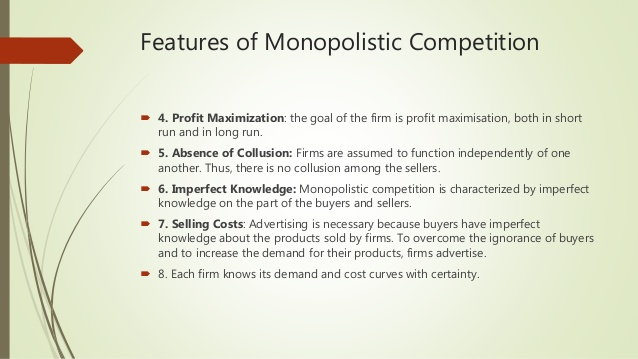 Features of Monopolistic Competition
4. Profit Maximization: the goal of the firm is profit maximisation, both in short
run and in long run.
5. Absence of Collusion: Firms are assumed to function independently of one
another. Thus, there is no collusion among the sellers.
6. Imperfect Knowledge: Monopolistic competition is characterized by imperfect
knowledge on the part of the buyers and sellers.
7. Selling Costs: Advertising is necessary because buyers have imperfect
knowledge about the products sold by firms. To overcome the ignorance of buyers
and to increase the demand for their products, firms advertise.
8. Each firm knows its demand and cost curves with certainty.